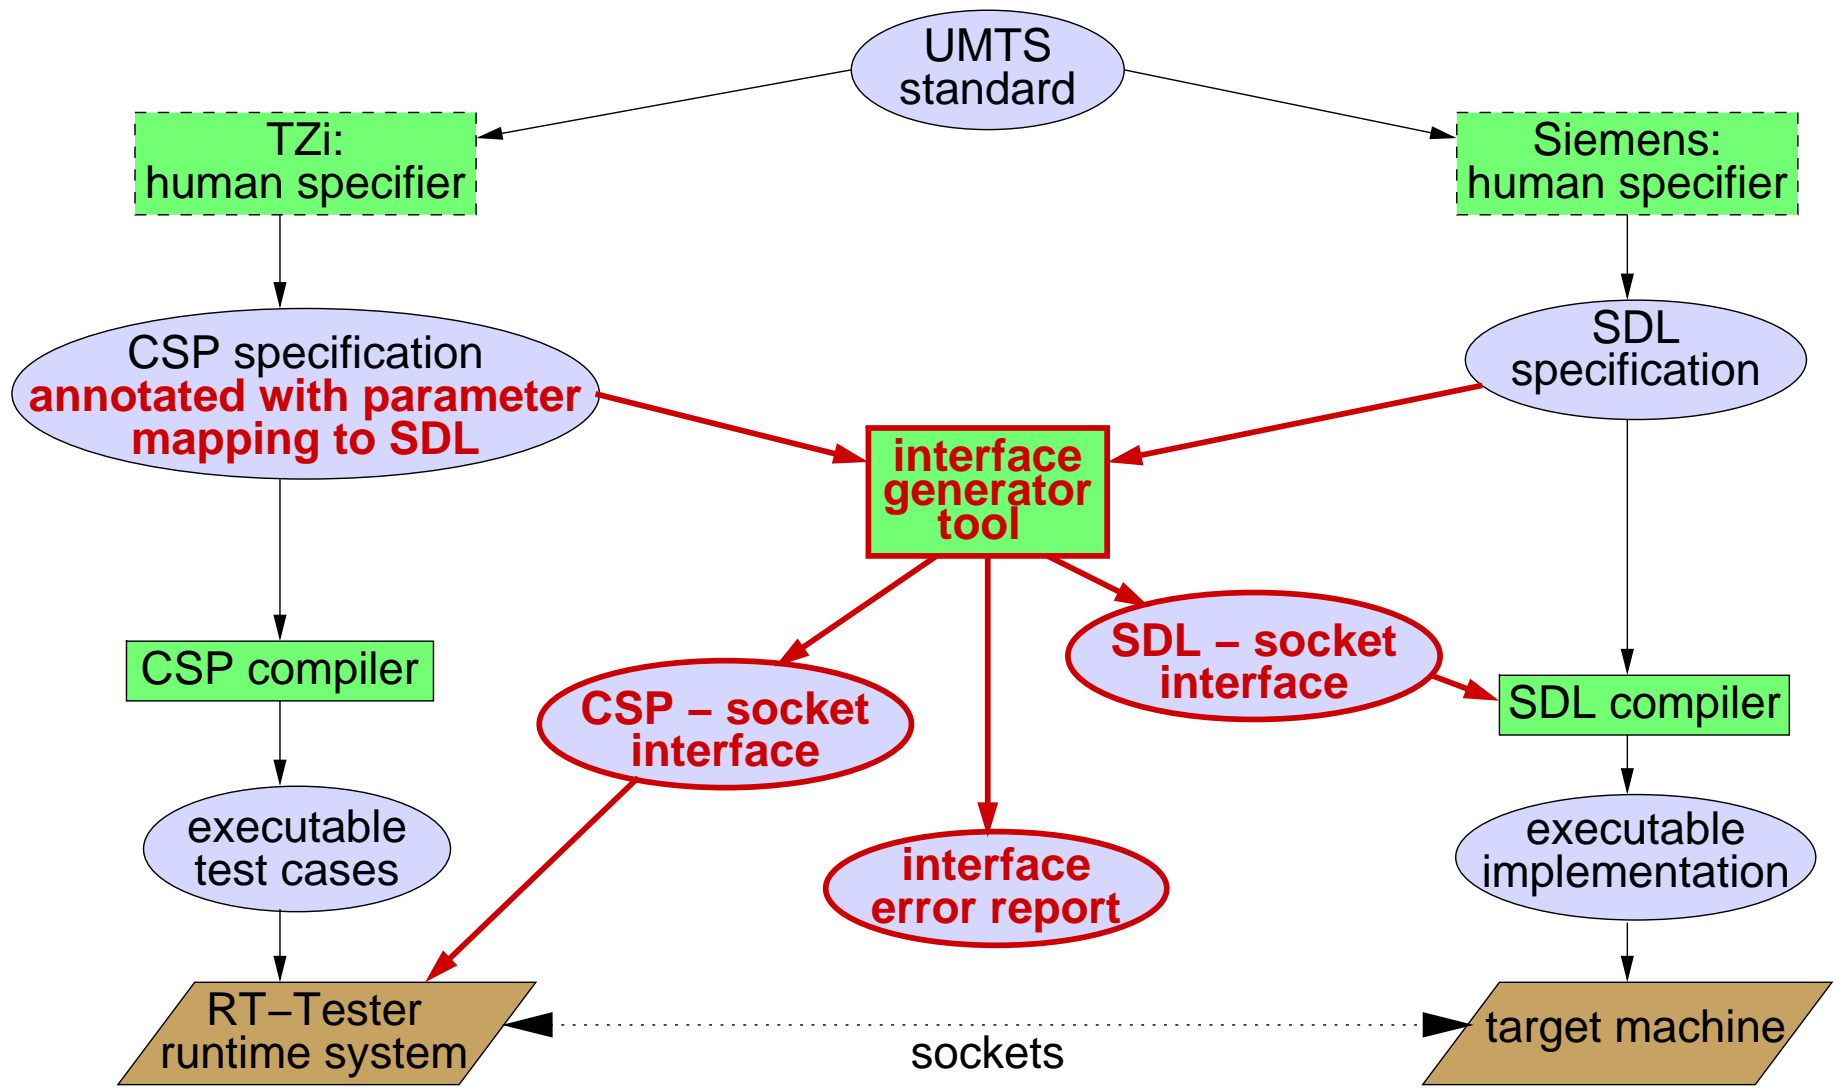 UMTS
standard
TZi:
human specifier
Siemens:
human specifier
CSP specification
annotated with parameter
mapping to SDL
SDL
specification
interface
generator
tool
SDL – socket
interface
CSP compiler
CSP – socket
interface
SDL compiler
executable
test cases
interface
error report
executable
implementation
RT–Tester
runtime system
sockets
target machine